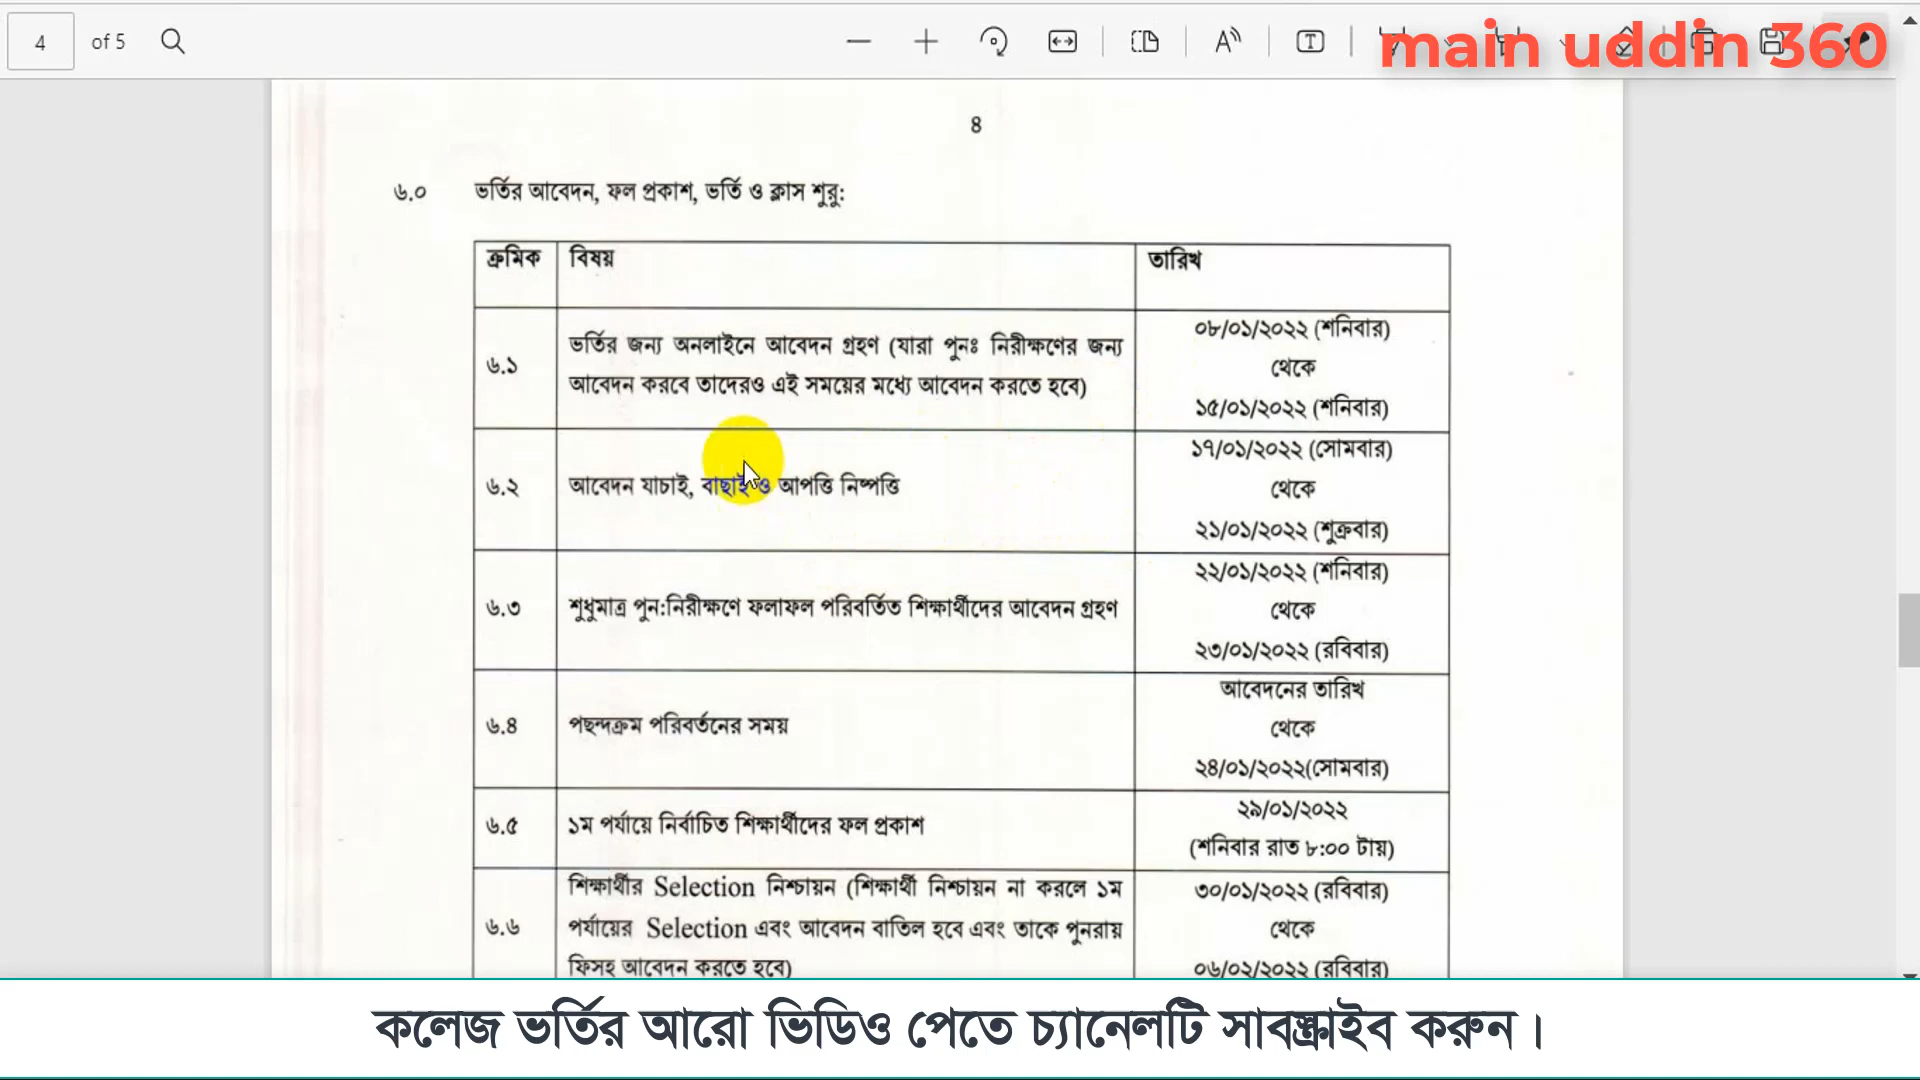 4 of 5
main uddin 360
৪
৬.০ ভর্তির আবেদন, ফল প্রকাশ, ভর্তি ও ক্লাস শুরু:
ক্রমিক বিষয় তারিখ
৬.১
ভর্তির জন্য অনলাইনে আবেদন গ্রহণ (যারা পুনঃ নিরীক্ষণের জন্য
আবেদন করবে তাদেরও এই সময়ের মধ্যে আবেদন করতে হবে)
০৮/০১/২০২২ (শনিবার)
থেকে
১৫/০১/২০২২ (শনিবার)
৬.২
আবেদন যাচাই, বাছাই ও আপত্তি নিষ্পত্তি
১৭/০১/২০২২ (সোমবার)
থেকে
২১/০১/২০২২ (শুক্রবার)
৬.৩
শুধুমাত্র পুন:নিরীক্ষণে ফলাফল পরিবর্তিত শিক্ষার্থীদের আবেদন গ্রহণ
২২/০১/২০২২ (শনিবার)
থেকে
২৩/০১/২০২২ (রবিবার)
৬.৪
পছন্দক্রম পরিবর্তনের সময়
আবেদনের তারিখ
থেকে
২৪/০১/২০২২(সোমবার)
৬.৫
১ম পর্যায়ে নির্বাচিত শিক্ষার্থীদের ফল প্রকাশ
২৯/০১/২০২২
(শনিবার রাত ৮:০০ টায়)
৬.৬
শিক্ষার্থীর Selection নিশ্চায়ন (শিক্ষার্থী নিশ্চায়ন না করলে ১ম
পর্যায়ের Selection এবং আবেদন বাতিল হবে এবং তাকে পুনরায়
ফিসহ আবেদন করতে হবে)
৩০/০১/২০২২ (রবিবার)
থেকে
০৬/০২/২০২২ (রবিবার)
কলেজ ভর্তির আরো ভিডিও পেতে চ্যানেলটি সাবস্ক্রাইব করুন।